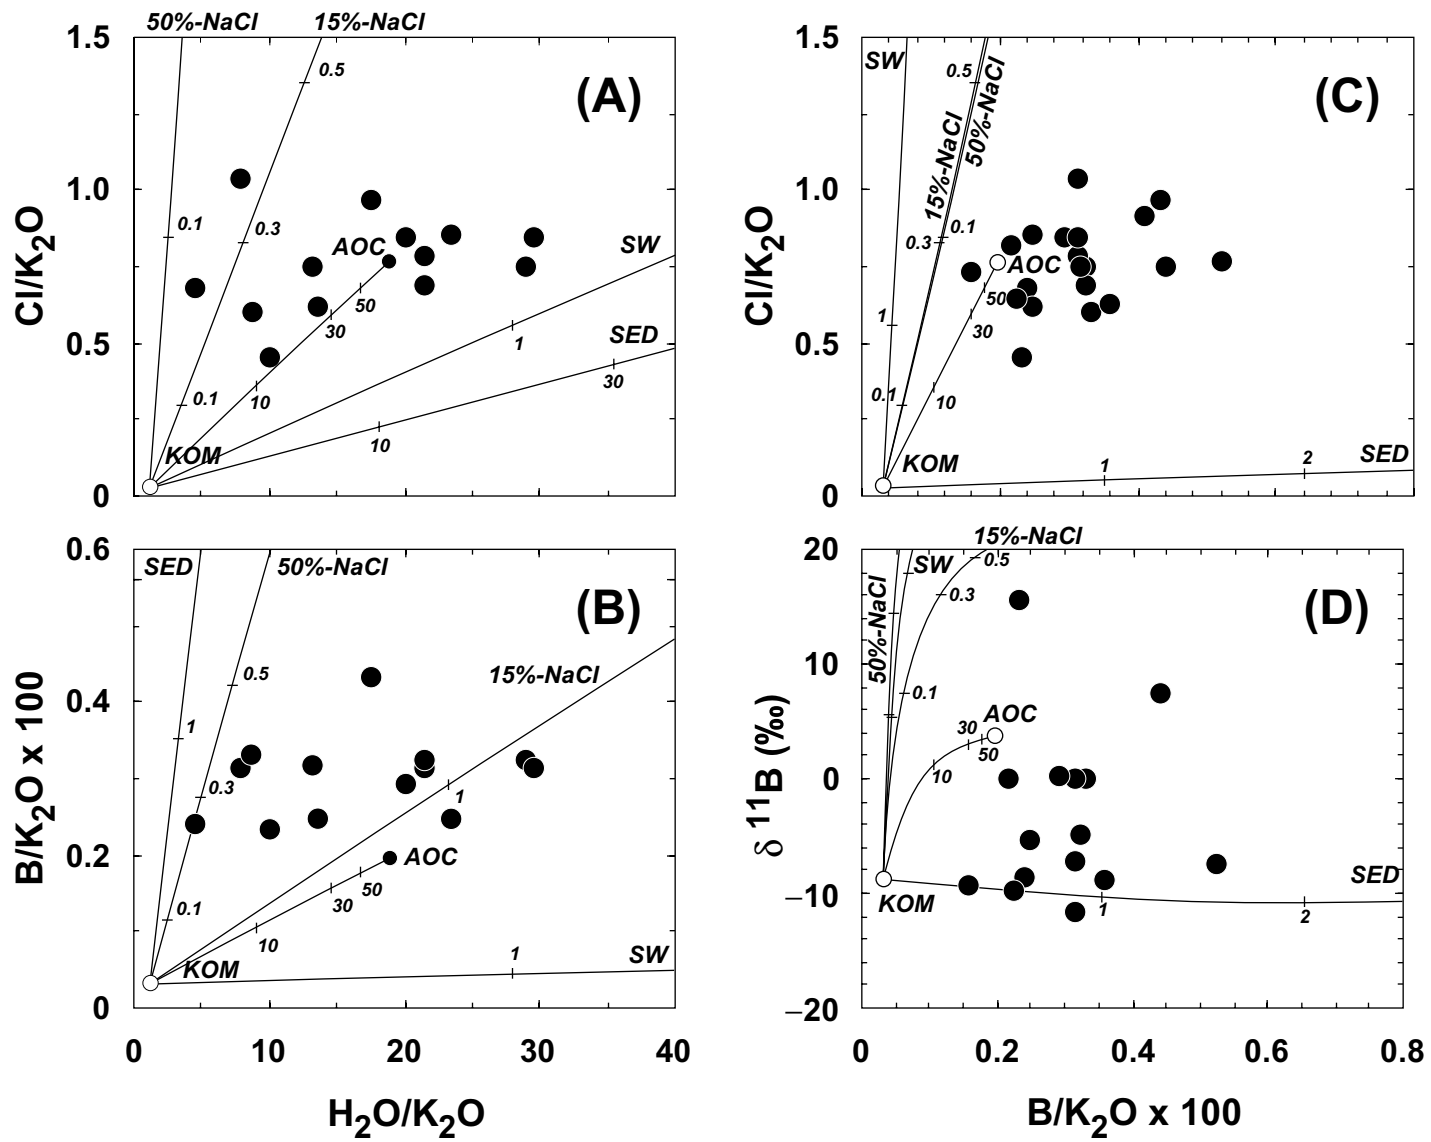 50%-NaCl 15%-NaCl
1.5
0.5
(A)
1.0
0.1
0.3
AOC
SW
Cl/K2O
50
30
1
SED
0.5
30
0.1
10
10
KOM
0
1.5
SW
0.5
50%-NaCl
15%-NaCl
(C)
1.0
0.1
0.3
AOC
Cl/K2O
50
1
30
0.5
10
0.1
KOM
1
2
SED
0
0.6
SED
50%-NaCl
(B)
0.5
15%-NaCl
0.4
1
0.3
1
B/K2O x 100
AOC
0.2
50
30
0.1
10
KOM
1
SW
0
0 10 20 30 40
H2O/K2O
15%-NaCl
20
SW
0.5
50%-NaCl
0.3
(D)
10
0.1
30
AOC
50
δ 11B (‰)
0
10
SED
−10
KOM
1
2
−20
0 0.2 0.4 0.6 0.8
B/K2O x 100